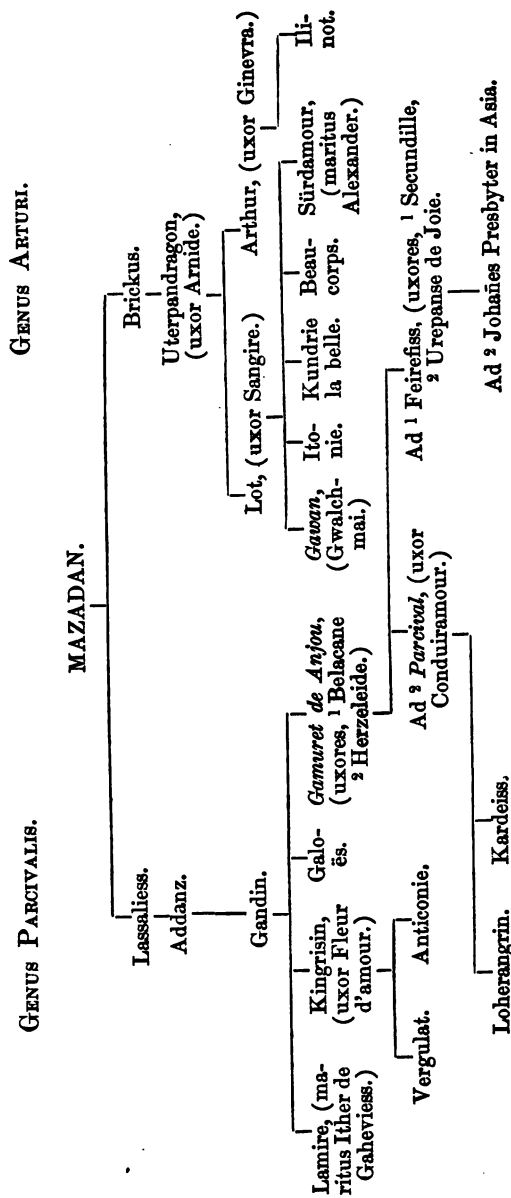 GENUS PARCIVALIS.
GENUS ARTURI.
MAZADAN.
Lassaliess.
Brickus.
Addanz.
Uterpandragon,
(uxor Arnide.)
Gandin.
Lot, (uxor Sangire.)
Arthur, (uxor Ginevra.)
Lamire, (ma-
ritus Ither de
Gaheviess.)
Kingrisin,
(uxor Fleur
d'amour.)
Galo-
ës.
Gamuret de Anjou,
(uxores, ¹ Belacane
² Herzeleide.)
Gawan,
(Gwalch-
mai.)
Ito-
nie.
Kundrie
la belle.
Beau-
corps.
Sürdamour,
(maritus
Alexander.)
Ili-
not.
Vergulat.
Anticonie.
Ad ² Parcival, (uxor
Conduiramour.)
Ad ¹ Feirefiss, (uxores, ¹ Secundille,
² Urepanse de Joie.)
Loherangrin.
Kardeiss.
Ad ² Johañes Presbyter in Asia.